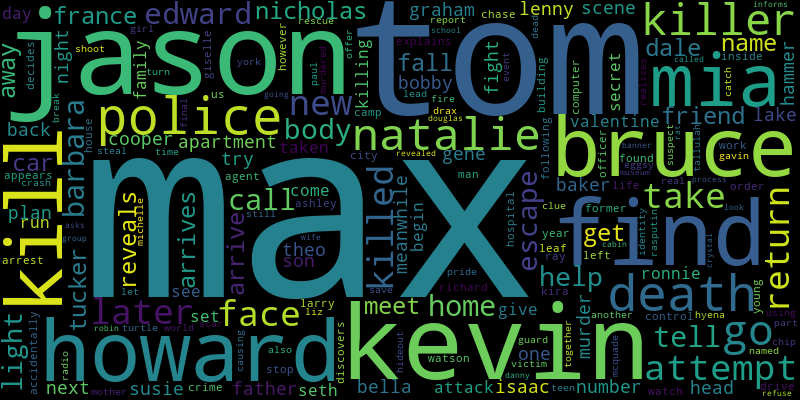 day
france
edward
nicholas
graham
chase
lenny
scene
killer
jason
tom
mia
away
night
family
decides
girl
shoot
however
giselle
york
turn
rescue
report
explains
paul
offer
school
dead
building
dale
name
inside
called
hammer
watch
police
us
new
killing
fall
bobby
fight
event
lead
fire
drax
douglas
camp
computer
secret
friend
lake
back
break
house
cooper
apartment
body
taken
natalie
valentine
officer
suspect
rat
banner
tallulah
work
gavin
bruce
kill
car
barbara
steal
time
try
city
revealed
gene
man
following
found
eggsy
museum
life
real
process
order
baker
max
appears
crash
plan
run
asks
group
arrest
reveals
michelle
arrives
agent
still
call
come
ashley
killed
meanwhile
begin
hospital
escape
clue
year
leaf
ray
former
cabin
left
get
identity
rasputin
find
take
look
crystal
return
tucker
let
see
arrive
wife
theo
son
save
pride
richard
help
kira
murder
ronnie
death
control
hyena
young
using
light
accidentally
later
robin
turtle
world
scar
set
face
larry
liz
meet
home
give
kevin
guard
one
victim
together
another
tell
go
part
chip
named
howard
causing
also
stop
discovers
hideout
watson
danny
mcquade
attempt
next
radio
mother
susie
crime
father
seth
bella
attack
isaac
teen
number
head
drive
refuse